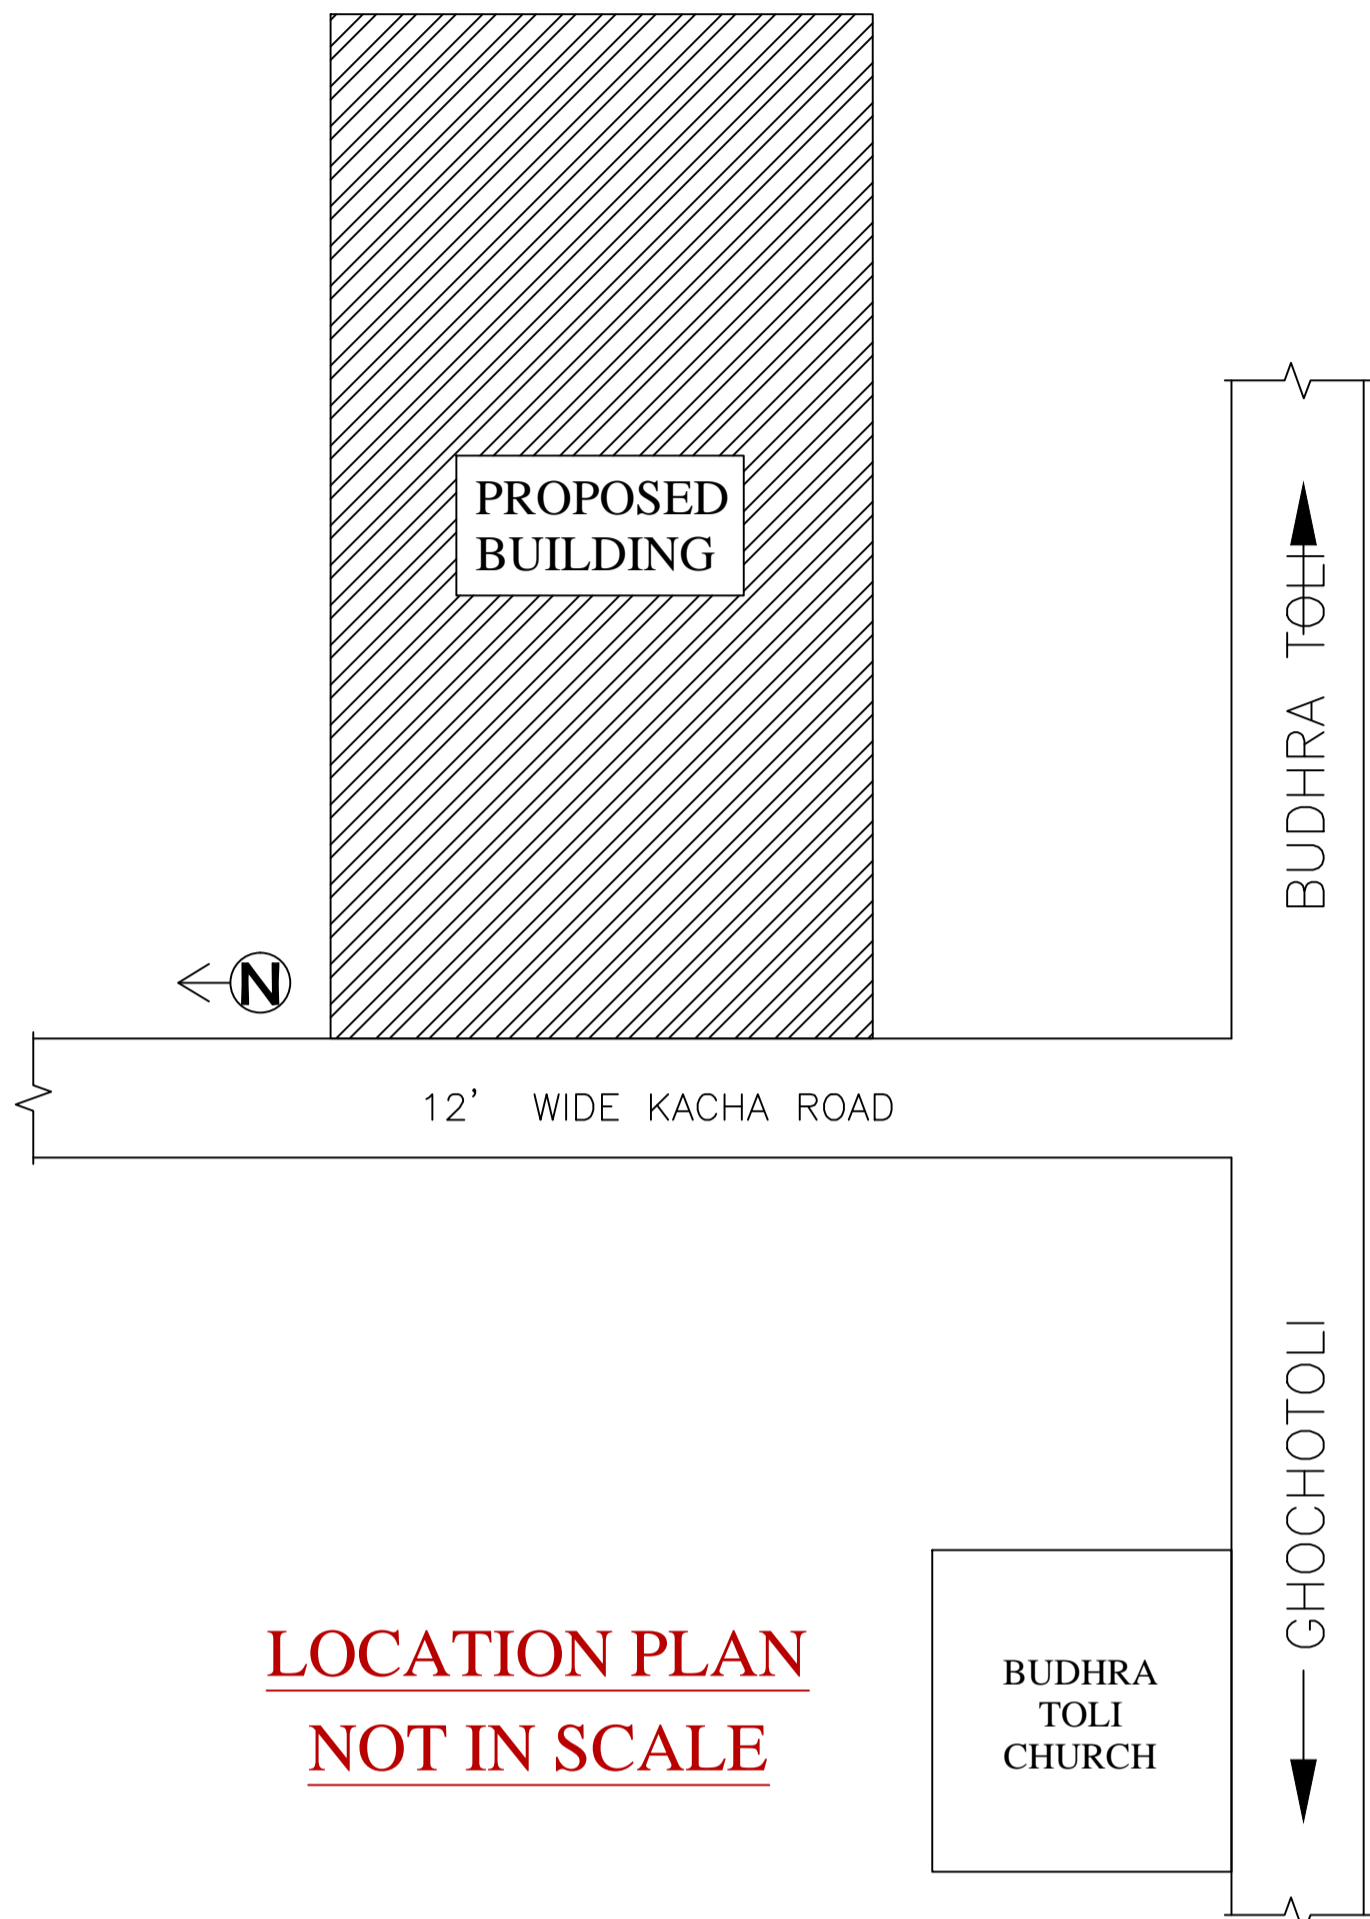 PROPOSED
BUILDING
BUDHRA TOLI
N
12' WIDE KACHA ROAD
GHOCHOTOLI
LOCATION PLAN
NOT IN SCALE
BUDHRA
TOLI
CHURCH